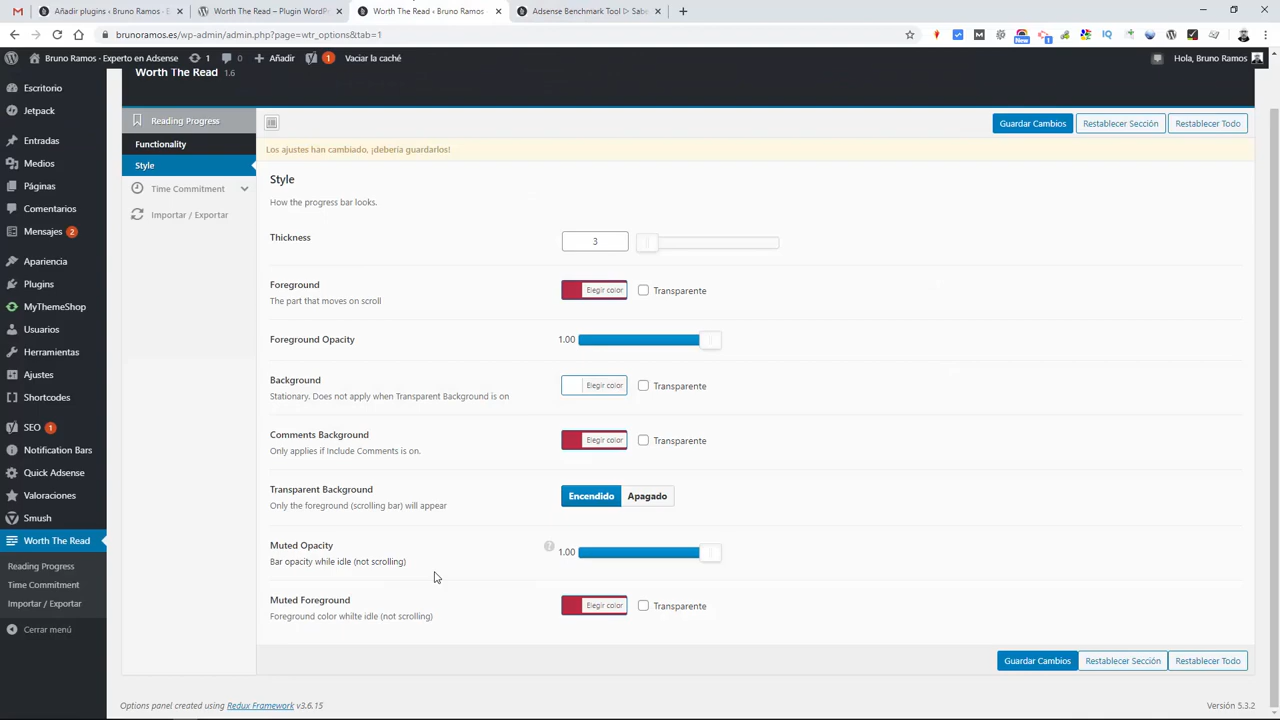 Añadir plugins ‹ Bruno Ramos - E
Worth The Read – Plugin WordPr
Worth The Read ‹ Bruno Ramos
Adsense Benchmark Tool ▷ Sab
brunoramos.es/wp-admin/admin.php?page=wtr_options&tab=1
New
IQ
Bruno Ramos - Experto en Adsense
1
0
Añadir
1
Vaciar la caché
Hola, Bruno Ramos
Escritorio
Jetpack
Entradas
Medios
Páginas
Comentarios
Mensajes 2
Apariencia
Plugins
MyThemeShop
Usuarios
Herramientas
Ajustes
Shortcodes
SEO 1
Notification Bars
Quick Adsense
Valoraciones
Smush
Worth The Read
Reading Progress
Time Commitment
Importar / Exportar
Cerrar menú
Worth The Read 1.6
Reading Progress
Functionality
Style
Time Commitment
Importar / Exportar
Guardar Cambios
Restablecer Sección
Restablecer Todo
Los ajustes han cambiado, ¡debería guardarlos!
Style
How the progress bar looks.
Thickness
3
Foreground
The part that moves on scroll
Elegir color
Transparente
Foreground Opacity
1.00
Background
Stationary. Does not apply when Transparent Background is on
Elegir color
Transparente
Comments Background
Only applies if Include Comments is on.
Elegir color
Transparente
Transparent Background
Only the foreground (scrolling bar) will appear
Encendido
Apagado
Muted Opacity
Bar opacity while idle (not scrolling)
?
1.00
Muted Foreground
Foreground color whilte idle (not scrolling)
Elegir color
Transparente
Guardar Cambios
Restablecer Sección
Restablecer Todo
Options panel created using Redux Framework v3.6.15
Versión 5.3.2